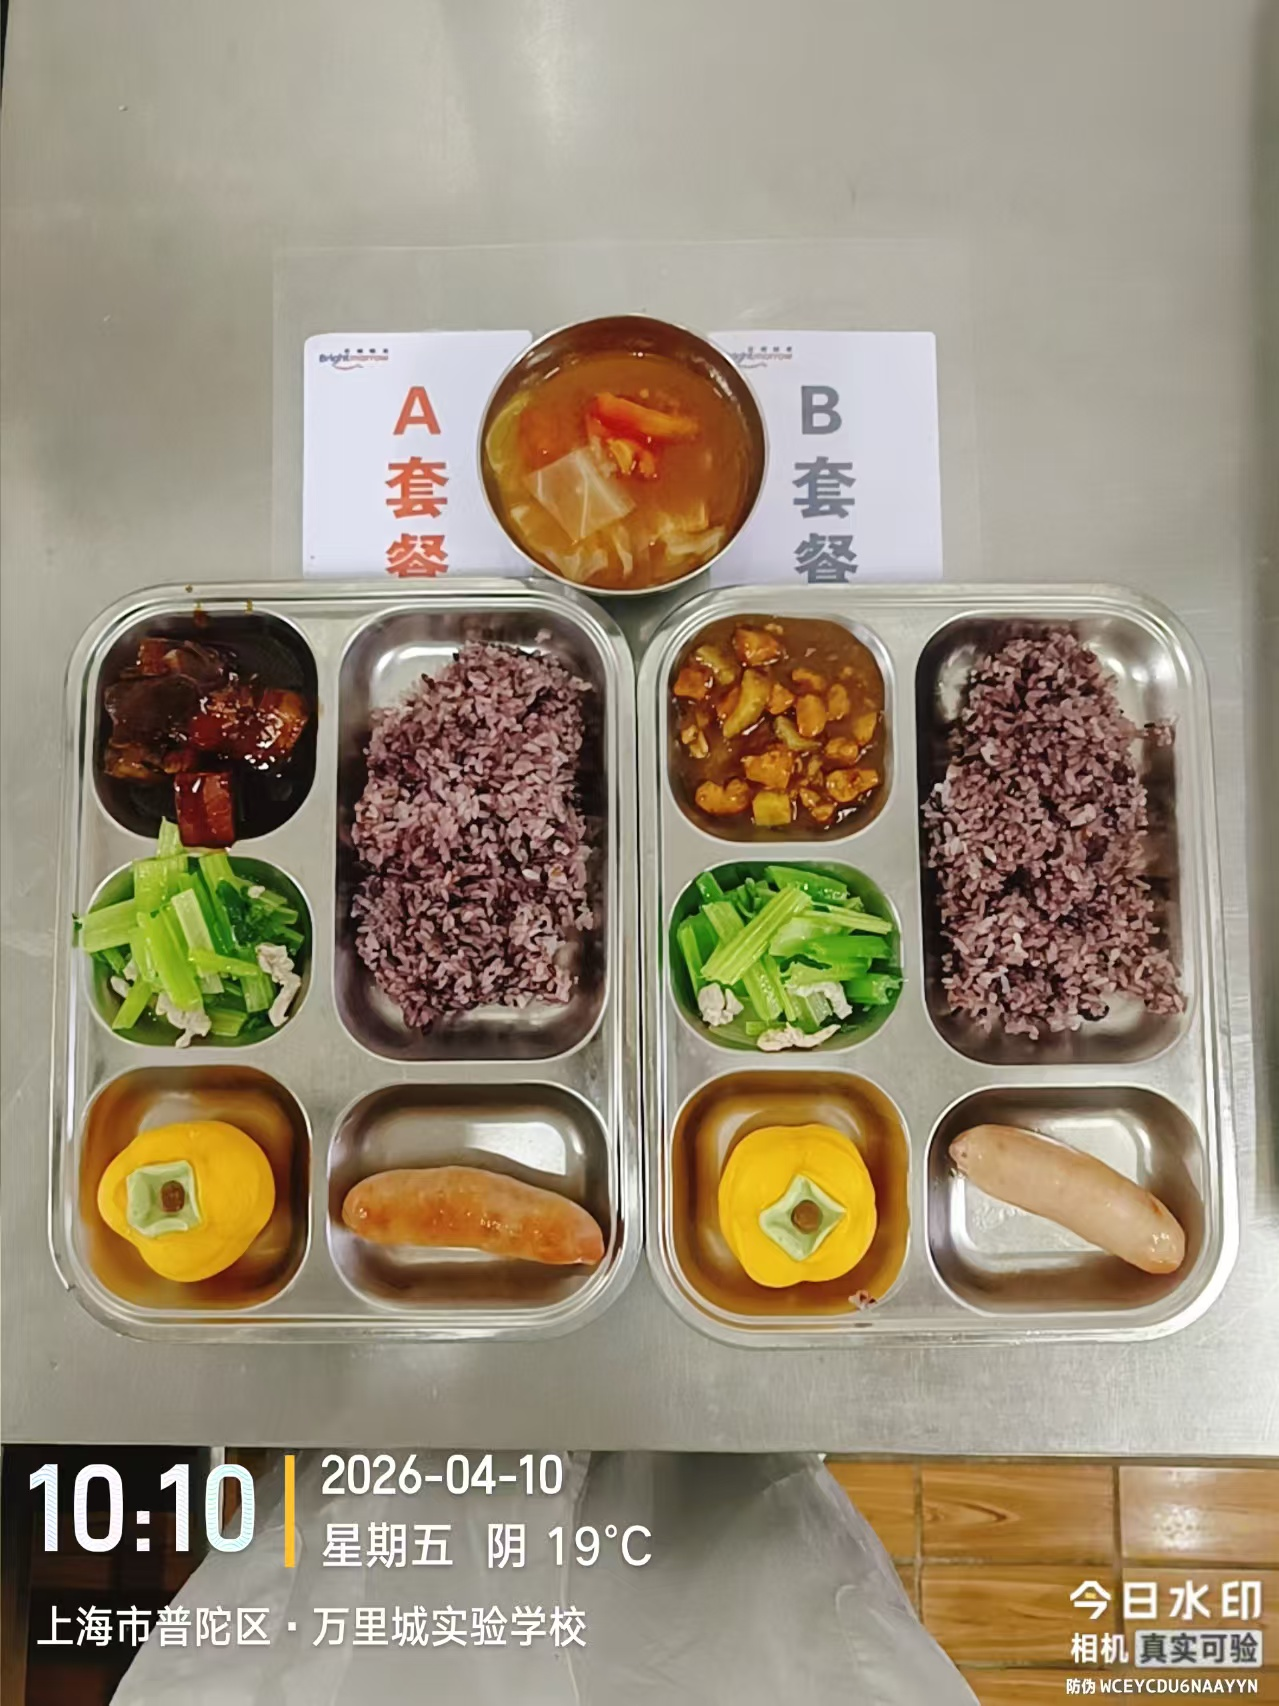 Brightmorrow
A
套
餐
B
套
餐
10:10
2026-04-10
星期五 阴 19°C
上海市普陀区·万里城实验学校
今日水印
相机 真实可验
防伪 WCEYCDU6NAAYYN